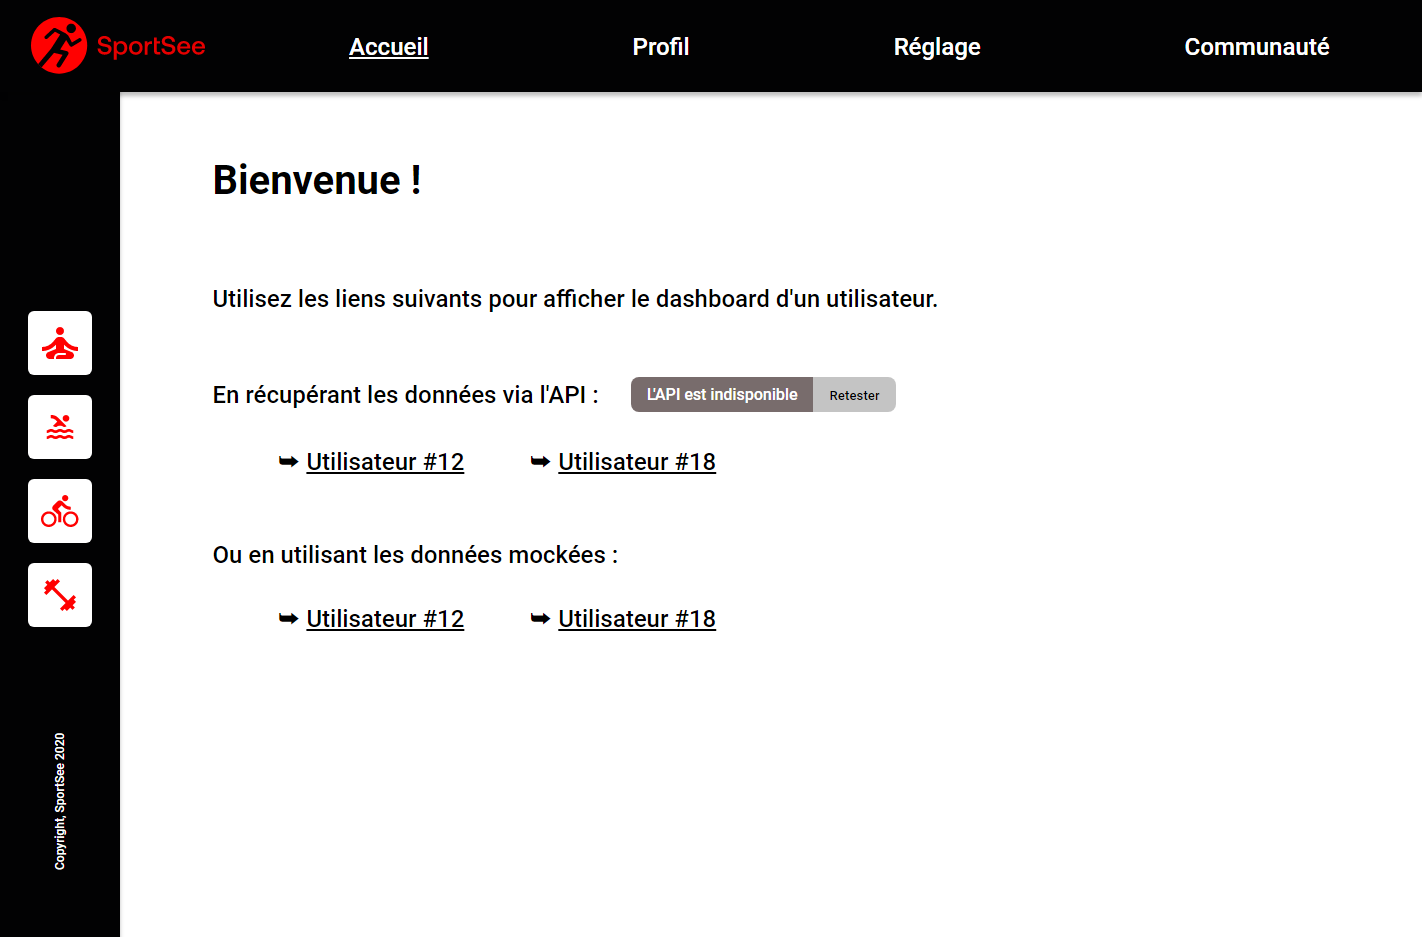 SportSee
Accueil
Profil
Réglage
Communauté
Bienvenue !
Utilisez les liens suivants pour afficher le dashboard d'un utilisateur.
En récupérant les données via l'API :
L'API est indisponible
Retester
➥ Utilisateur #12
➥ Utilisateur #18
Ou en utilisant les données mockées :
➥ Utilisateur #12
➥ Utilisateur #18
Copyright, SportSee 2020